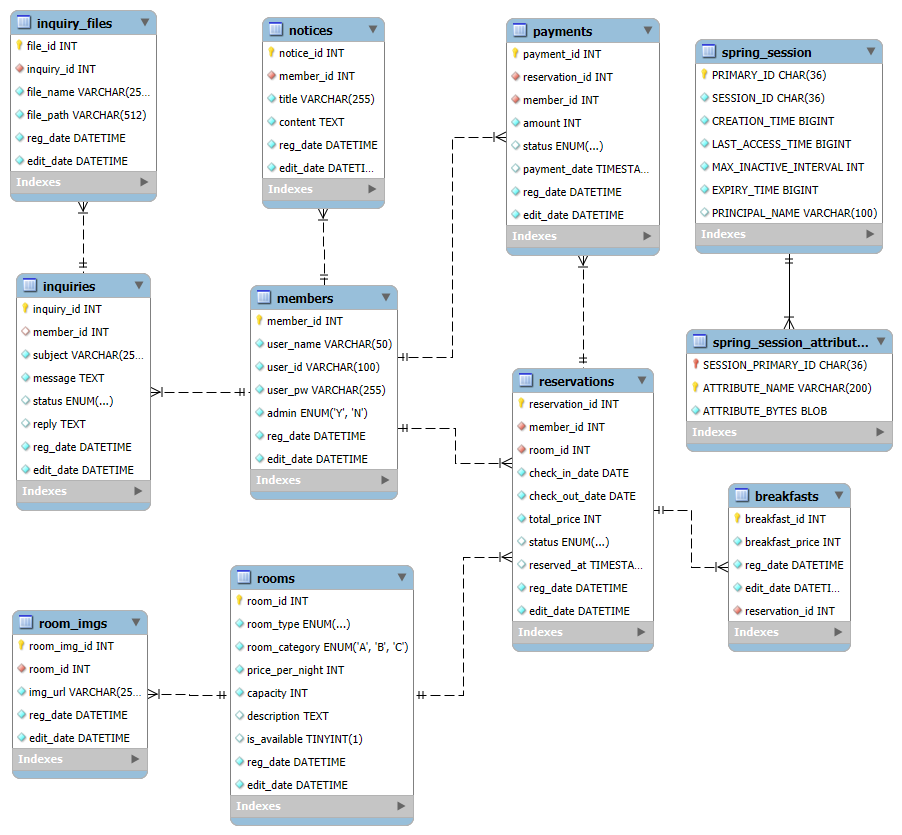 inquiry_files
file_id INT
inquiry_id INT
file_name VARCHAR(25...
file_path VARCHAR(512)
reg_date DATETIME
edit_date DATETIME
Indexes
notices
notice_id INT
member_id INT
title VARCHAR(255)
content TEXT
reg_date DATETIME
edit_date DATETI...
Indexes
payments
payment_id INT
reservation_id INT
member_id INT
amount INT
status ENUM(...)
payment_date TIMESTA...
reg_date DATETIME
edit_date DATETIME
Indexes
spring_session
PRIMARY_ID CHAR(36)
SESSION_ID CHAR(36)
CREATION_TIME BIGINT
LAST_ACCESS_TIME BIGINT
MAX_INACTIVE_INTERVAL INT
EXPIRY_TIME BIGINT
PRINCIPAL_NAME VARCHAR(100)
Indexes
inquiries
inquiry_id INT
member_id INT
subject VARCHAR(25...
message TEXT
status ENUM(...)
reply TEXT
reg_date DATETIME
edit_date DATETIME
Indexes
members
member_id INT
user_name VARCHAR(50)
user_id VARCHAR(100)
user_pw VARCHAR(255)
admin ENUM('Y', 'N')
reg_date DATETIME
edit_date DATETIME
Indexes
reservations
reservation_id INT
member_id INT
room_id INT
check_in_date DATE
check_out_date DATE
total_price INT
status ENUM(...)
reserved_at TIMESTA...
reg_date DATETIME
edit_date DATETIME
Indexes
spring_session_attribut...
SESSION_PRIMARY_ID CHAR(36)
ATTRIBUTE_NAME VARCHAR(200)
ATTRIBUTE_BYTES BLOB
Indexes
breakfasts
breakfast_id INT
breakfast_price INT
reg_date DATETIME
edit_date DATETI...
reservation_id INT
Indexes
room_imgs
room_img_id INT
room_id INT
img_url VARCHAR(25...
reg_date DATETIME
edit_date DATETIME
Indexes
rooms
room_id INT
room_type ENUM(...)
room_category ENUM('A', 'B', 'C')
price_per_night INT
capacity INT
description TEXT
is_available TINYINT(1)
reg_date DATETIME
edit_date DATETIME
Indexes